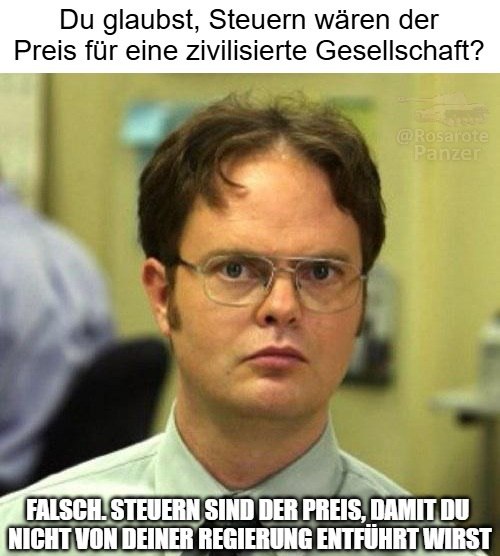 Du glaubst, Steuern wären der
Preis für eine zivilisierte Gesellschaft?
@Rosarote
Panzer
FALSCH. STEUERN SIND DER PREIS, DAMIT DU
NICHT VON DEINER REGIERUNG ENTFÜHRT WIRST